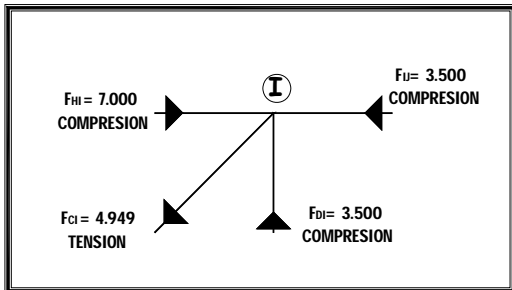 I
FHI= 7.000
COMPRESION
FIJ= 3.500
COMPRESION
FCI= 4.949
TENSION
FDI= 3.500
COMPRESION